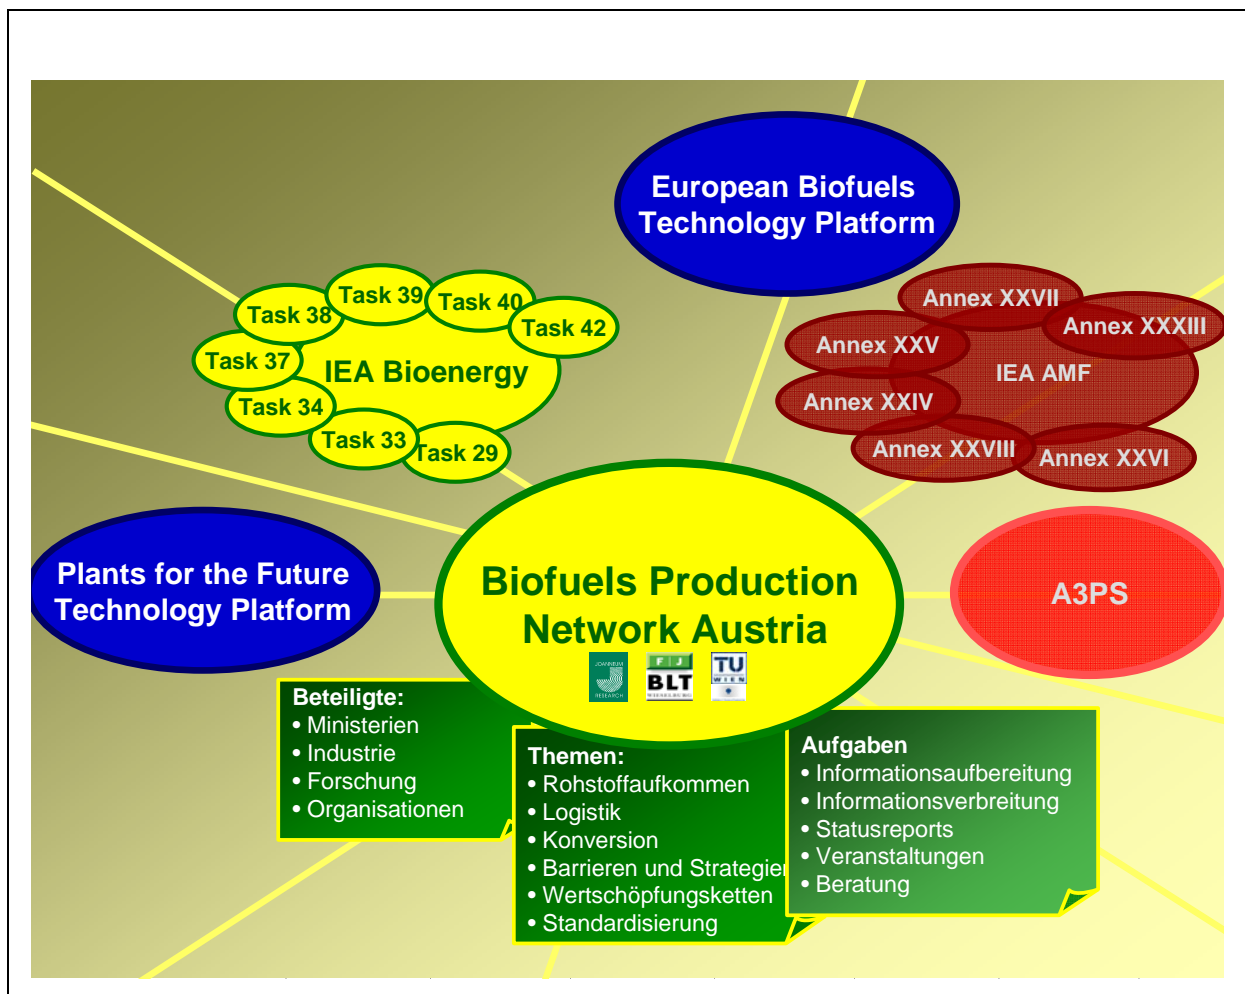 European Biofuels
Technology Platform
Task 39
Task 40
Task 38
Task 42
Task 37
IEA Bioenergy
Task 34
Task 33
Task 29
Annex XXVII
Annex XXXIII
Annex XXV
IEA AMF
Annex XXIV
Annex XXVIII
Annex XXVI
Plants for the Future
Technology Platform
Biofuels Production
Network Austria
A3PS
JOANNEUM
RESEARCH
F J
BLT
WIESELBURG
TU
WIEN
Beteiligte:
• Ministerien
• Industrie
• Forschung
• Organisationen
Themen:
• Rohstoffaufkommen
• Logistik
• Konversion
• Barrieren und Strategien
• Wertschöpfungsketten
• Standardisierung
Aufgaben
• Informationsaufbereitung
• Informationsverbreitung
• Statusreports
• Veranstaltungen
• Beratung